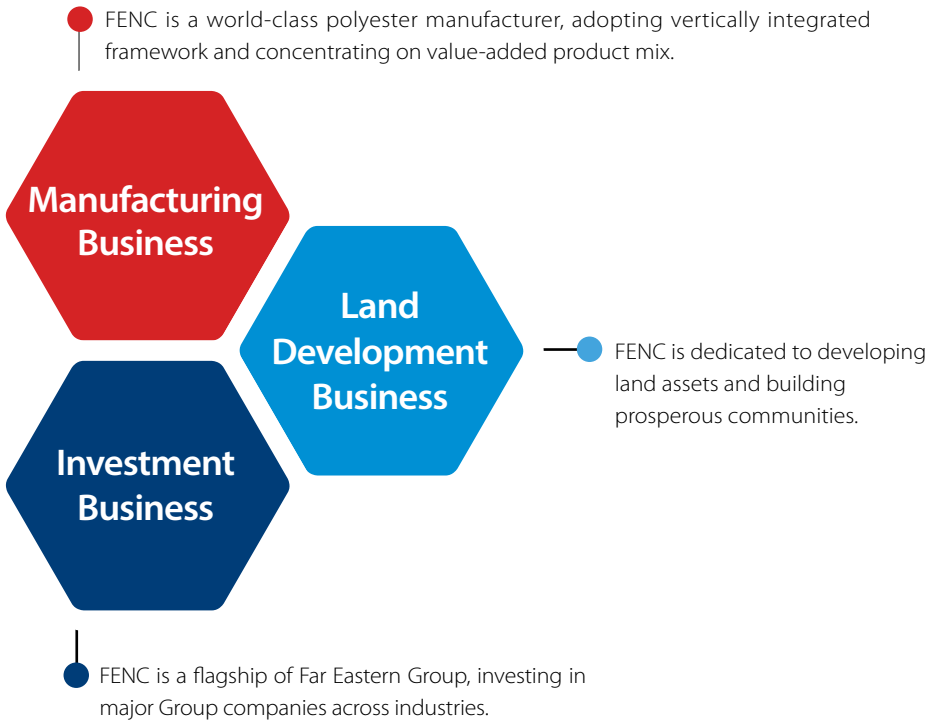 FENC is a world-class polyester manufacturer, adopting vertically integrated
framework and concentrating on value-added product mix.
Manufacturing
Business
Land
Development
Business
FENC is dedicated to developing
land assets and building
prosperous communities.
Investment
Business
FENC is a flagship of Far Eastern Group, investing in
major Group companies across industries.